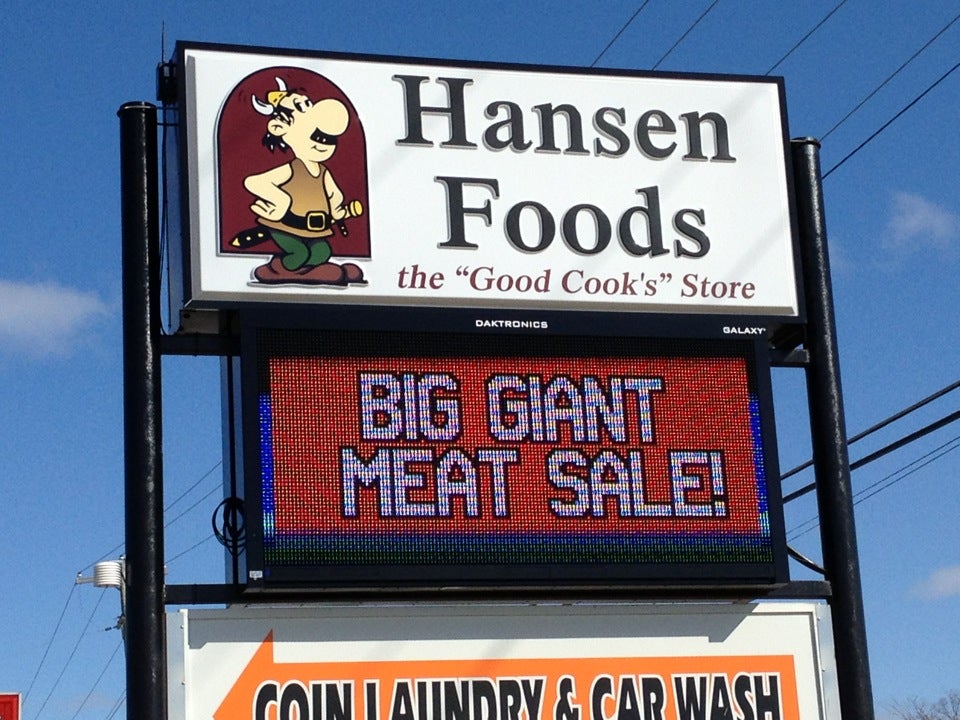 Hansen
Foods
the “Good Cook's” Store
DAKTRONICS
GALAXY
BIG GIANT
MEAT SALE!
COIN LAUNDRY & CAR WASH